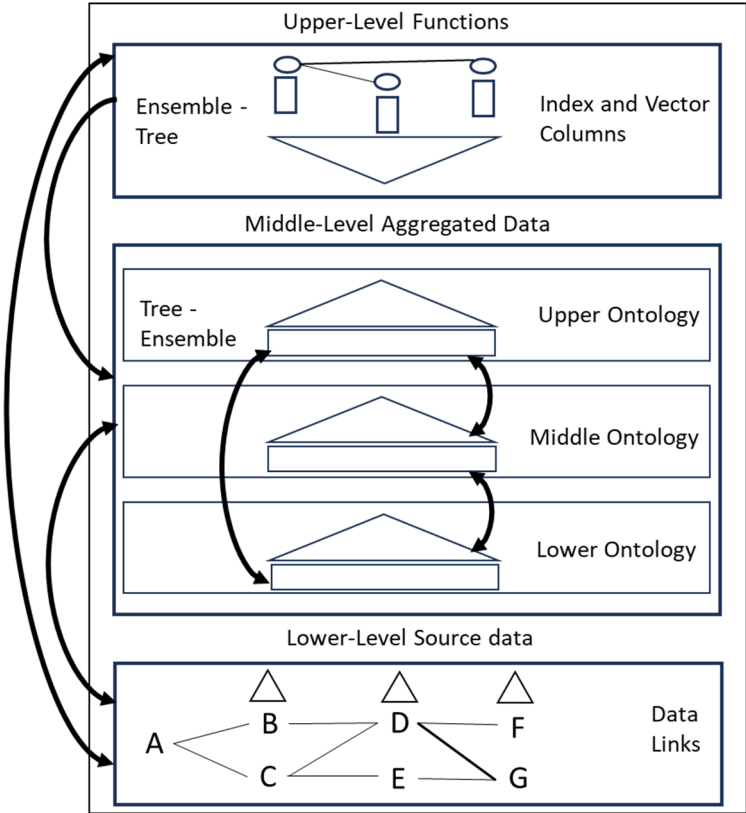 Upper-Level Functions
Ensemble -
Tree
Index and Vector
Columns
Middle-Level Aggregated Data
Tree -
Ensemble
Upper Ontology
Middle Ontology
Lower Ontology
Lower-Level Source data
B D F
A
C E G
Data
Links